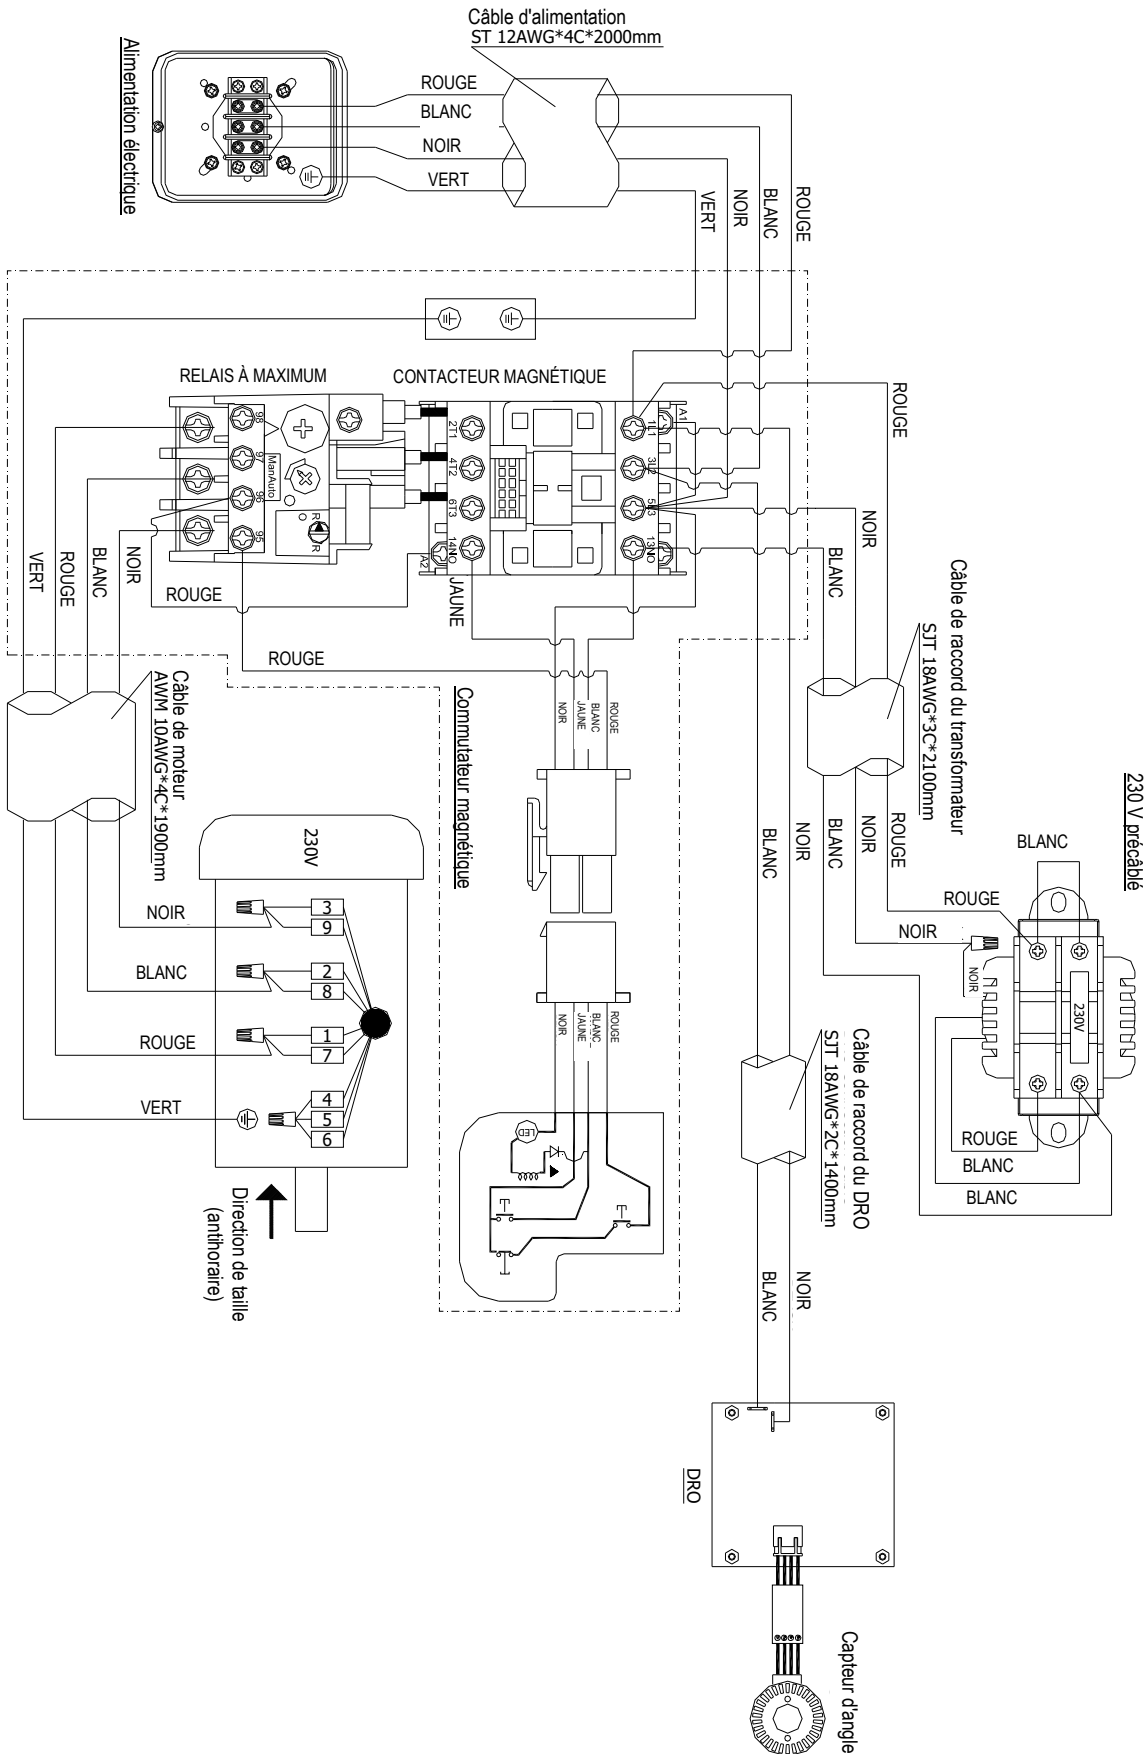 Câble d'alimentation
ST 12AWG*4C*2000mm
Alimentation électrique
ROUGE
BLANC
NOIR
VERT
VERT
NOIR
BLANC
ROUGE
RELAIS À MAXIMUM
CONTACTEUR MAGNÉTIQUE
98
97
96
95
ManAuto
R
R
2T1
4T2
6T3
14NO
A2
A1
1L1
3L2
5L3
13NO
ROUGE
NOIR
BLANC
Câble de raccord du transformateur
SJT 18AWG*3C*2100mm
VERT
ROUGE
BLANC
NOIR
ROUGE
JAUNE
ROUGE
Câble de moteur
AWM 10AWG*4C*1900mm
Commutateur magnétique
NOIR
JAUNE
BLANC
ROUGE
BLANC
NOIR
BLANC
NOIR
ROUGE
230 V précâblé
BLANC
ROUGE
NOIR
NOIR
230V
ROUGE
BLANC
BLANC
230V
NOIR
3
9
BLANC
2
8
ROUGE
1
7
VERT
4
5
6
Direction de taille
(antihoraire)
NOIR
JAUNE
BLANC
ROUGE
LED
Câble de raccord du DRO
SJT 18AWG*2C*1400mm
BLANC
NOIR
DRO
Capteur d'angle